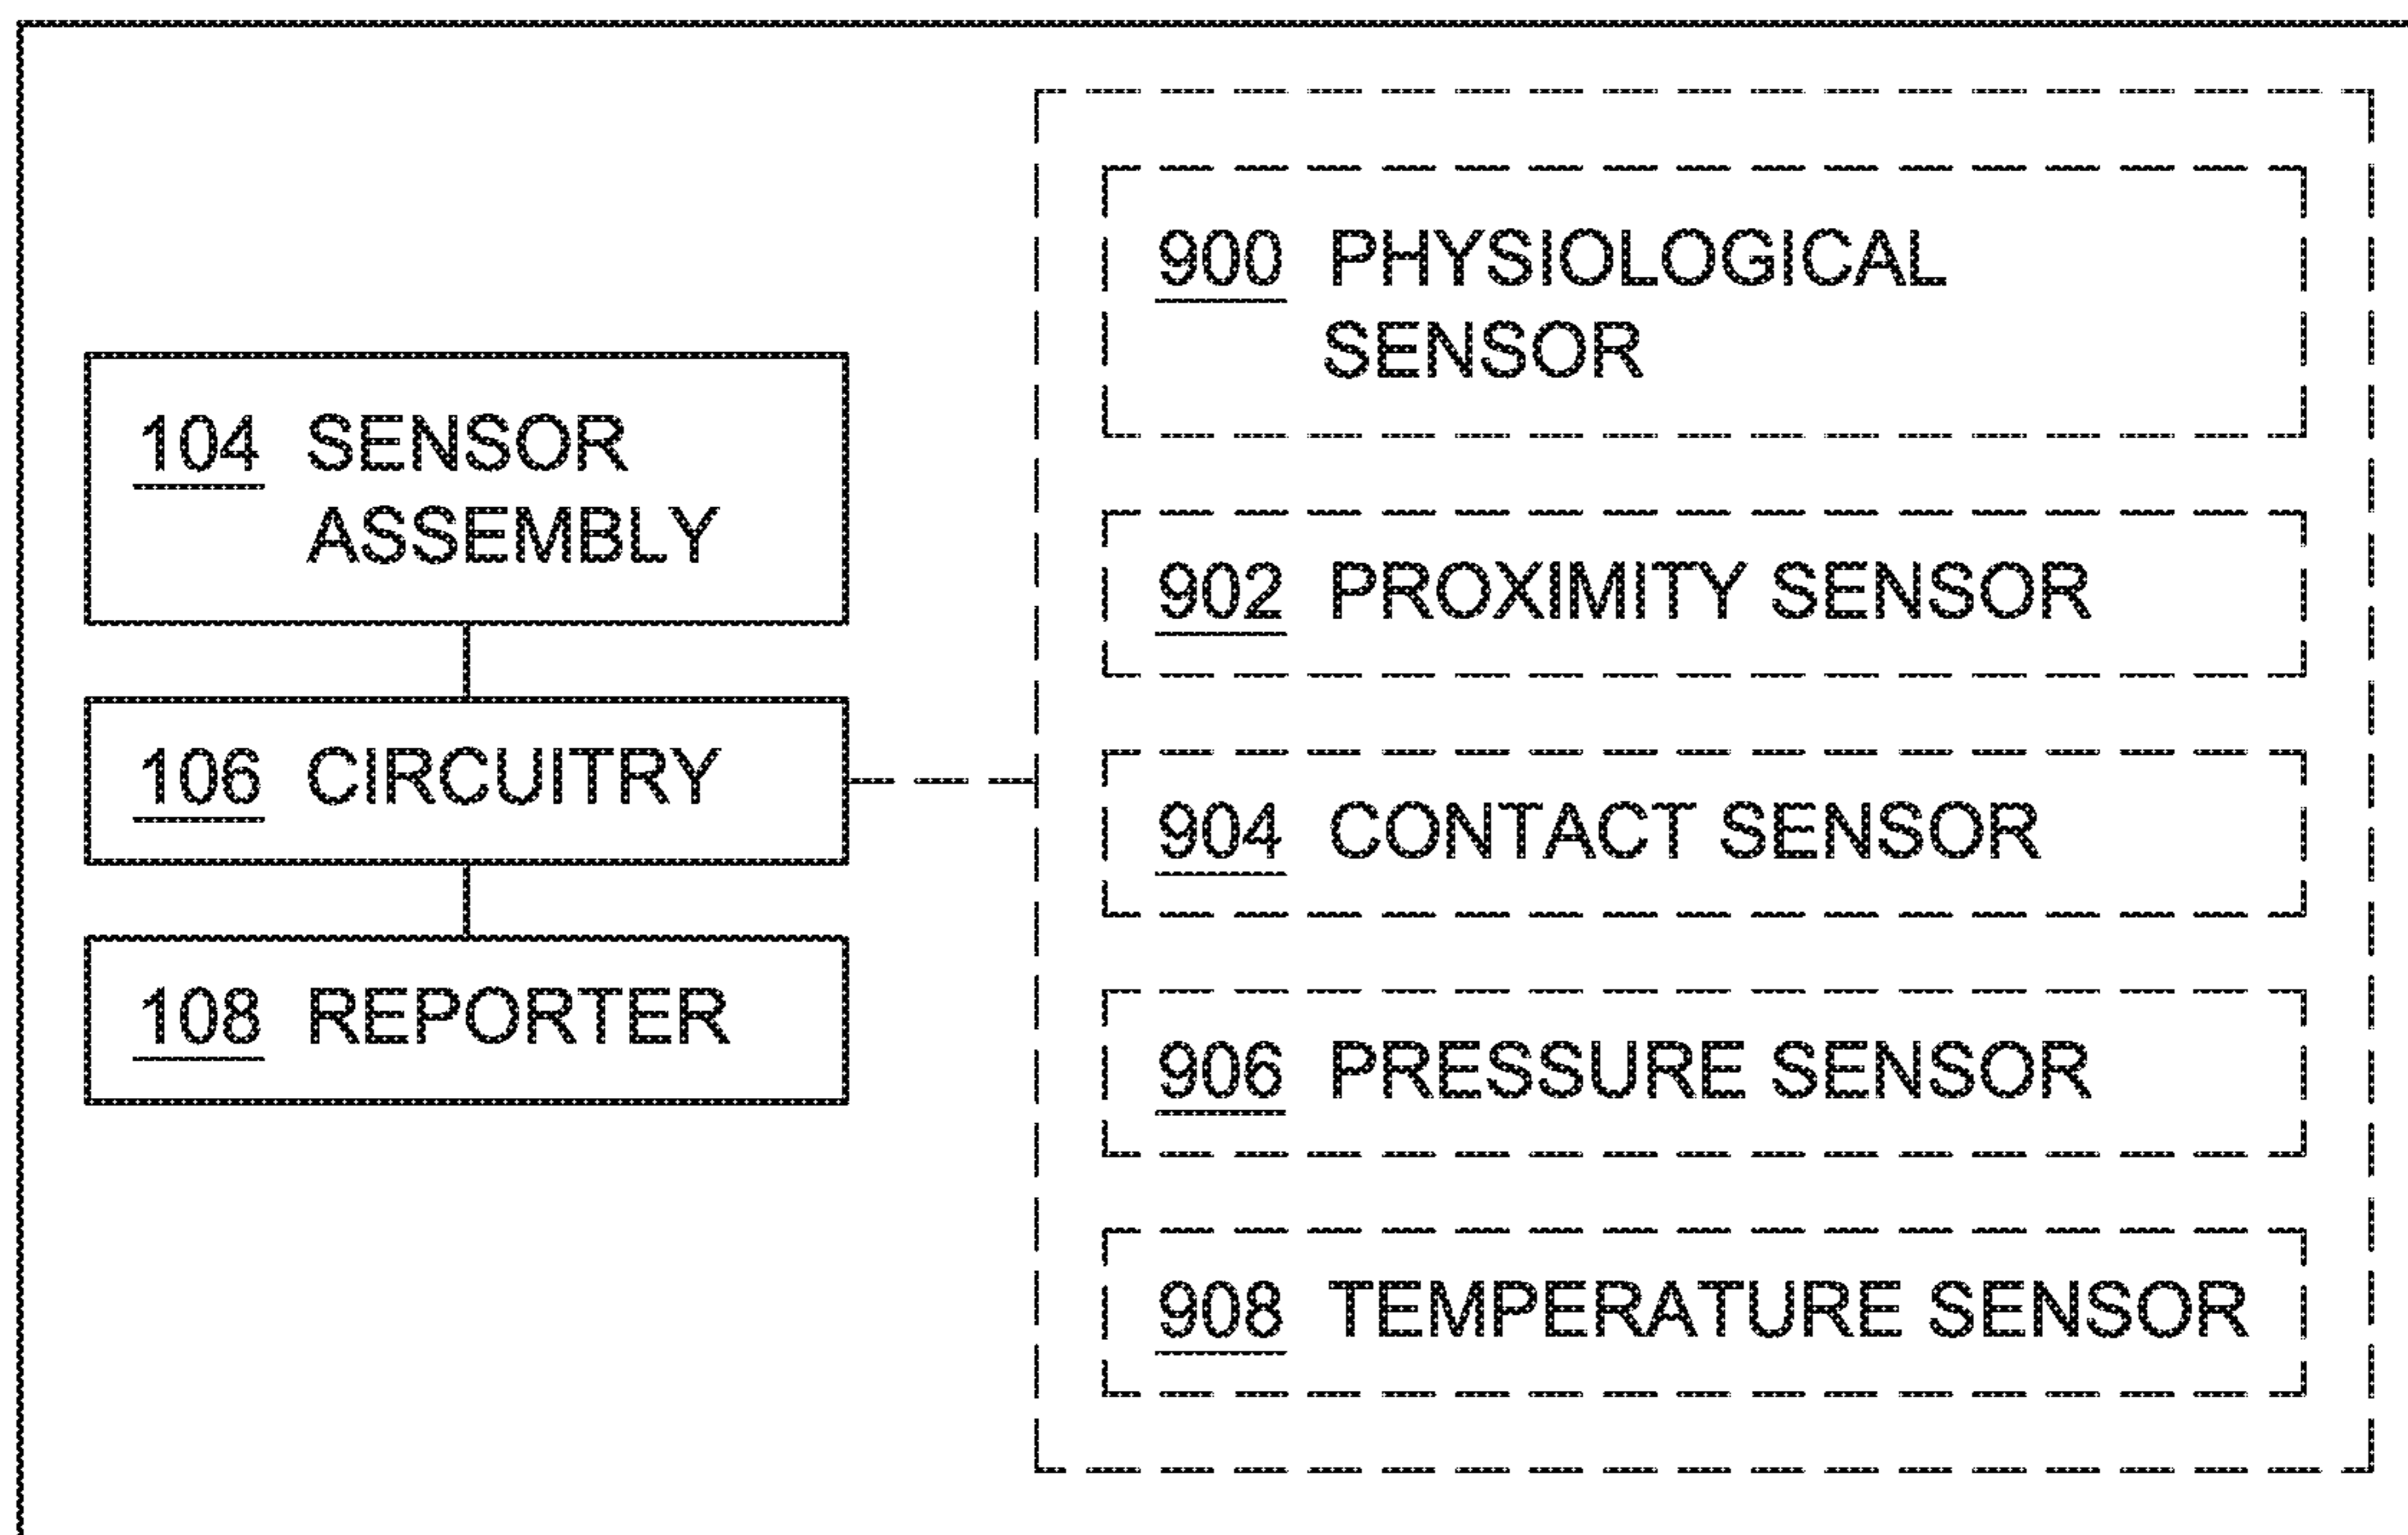 104 SENSOR
ASSEMBLY
106 CIRCUITRY
108 REPORTER
900 PHYSIOLOGICAL
SENSOR
902 PROXIMITY SENSOR
904 CONTACT SENSOR
906 PRESSURE SENSOR
908 TEMPERATURE SENSOR